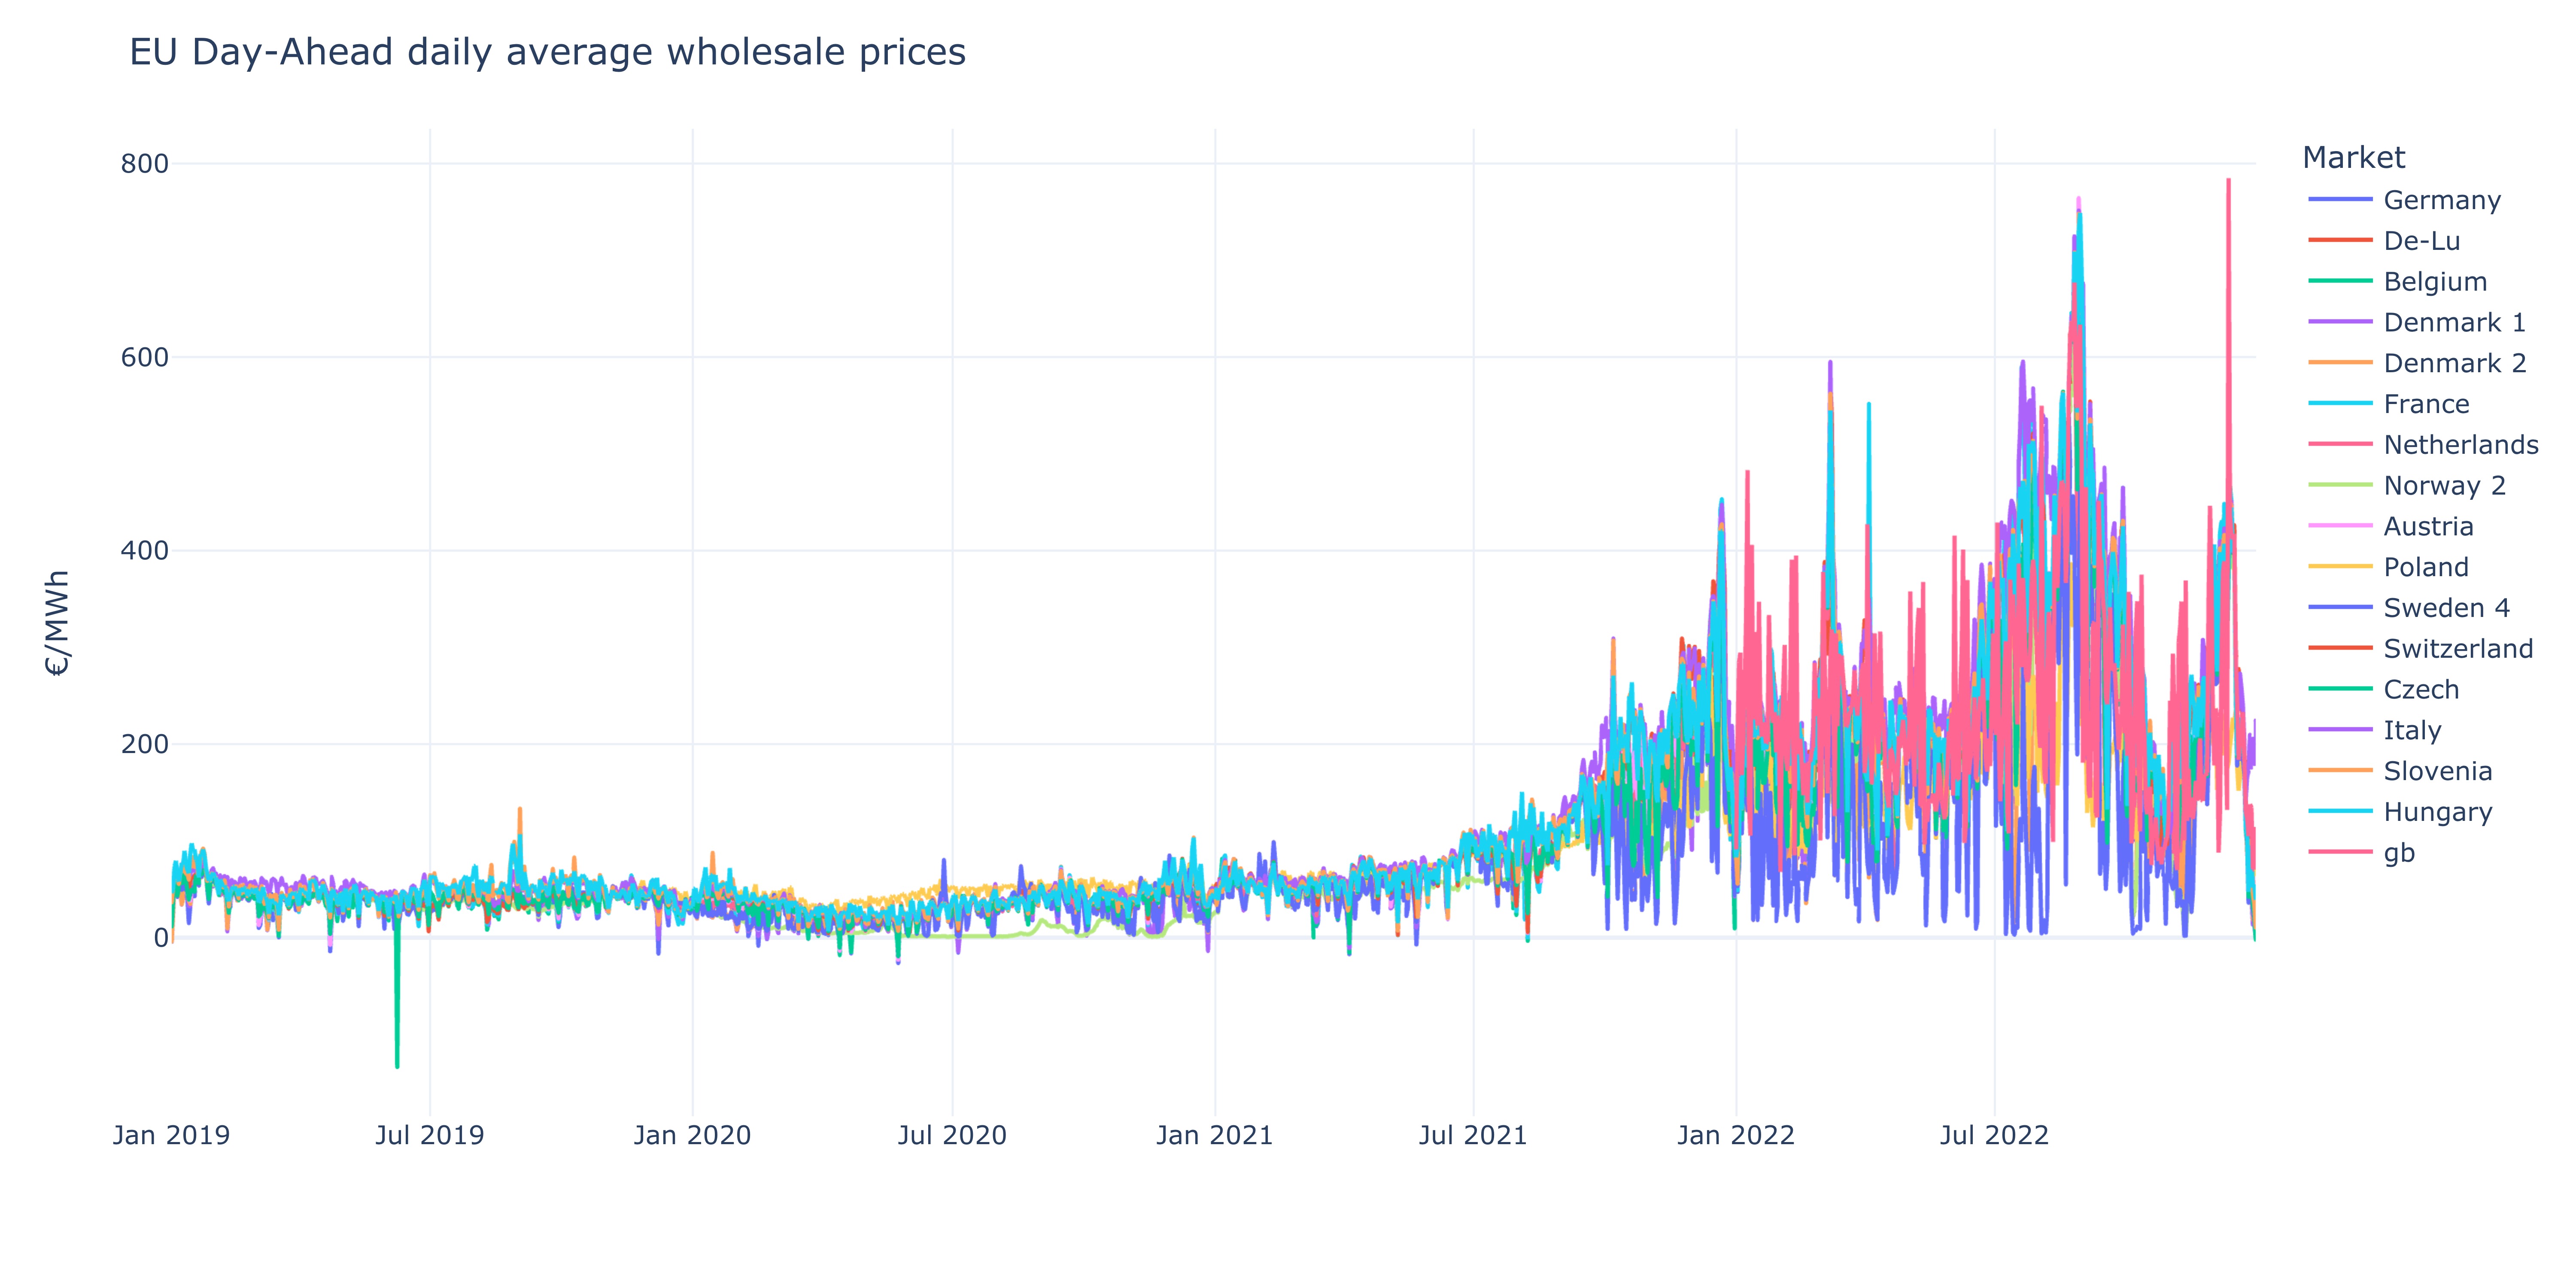 EU Day-Ahead daily average wholesale prices
€/MWh
800
600
400
200
0
Jan 2019
Jul 2019
Jan 2020
Jul 2020
Jan 2021
Jul 2021
Jan 2022
Jul 2022
Market
Germany
De-Lu
Belgium
Denmark 1
Denmark 2
France
Netherlands
Norway 2
Austria
Poland
Sweden 4
Switzerland
Czech
Italy
Slovenia
Hungary
gb